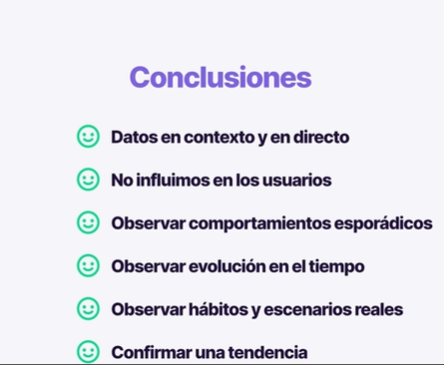 Conclusiones
Datos en contexto y en directo
No influimos en los usuarios
Observar comportamientos esporádicos
Observar evolución en el tiempo
Observar hábitos y escenarios reales
Confirmar una tendencia